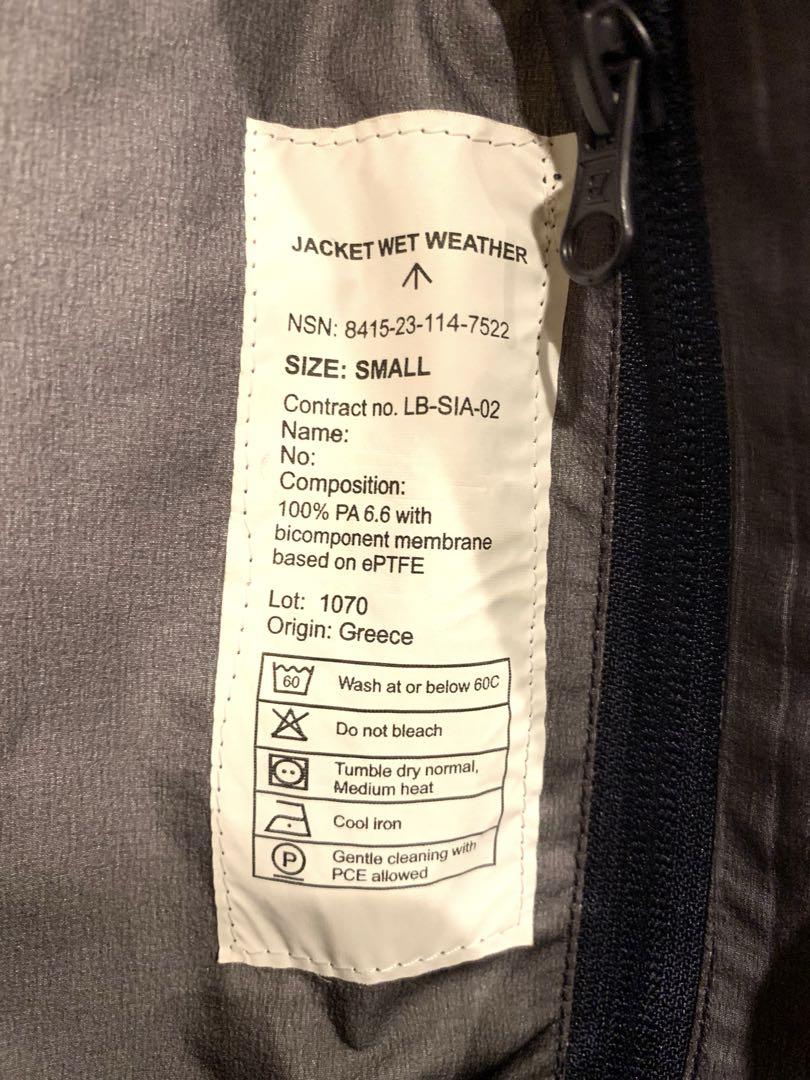 JACKET WET WEATHER
NSN: 8415-23-114-7522
SIZE: SMALL
Contract no. LB-SIA-02
Name:
No:
Composition:
100% PA 6.6 with
bicomponent membrane
based on ePTFE
Lot: 1070
Origin: Greece
60 Wash at or below 60C
Do not bleach
Tumble dry normal,
Medium heat
Cool iron
P Gentle cleaning with
PCE allowed